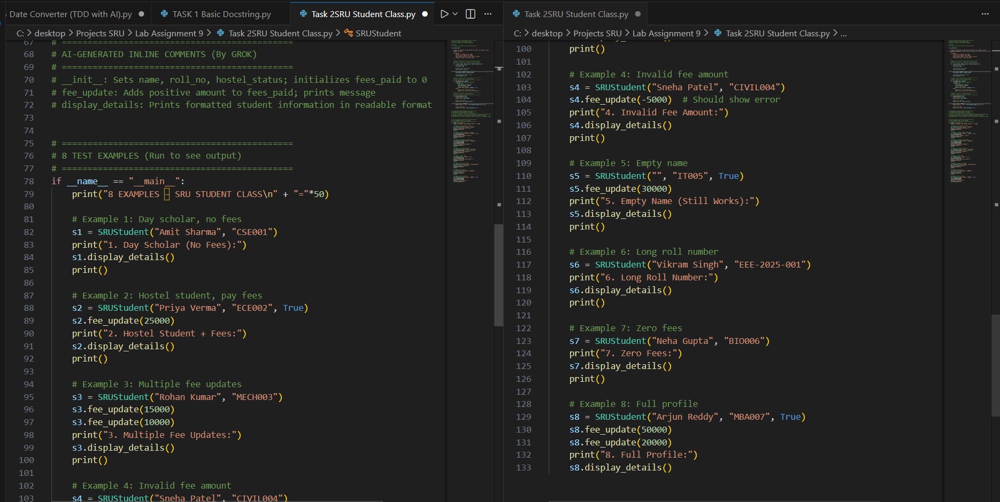 Date Converter (TDD with AI).py
TASK 1 Basic Docstring.py
Task 2SRU Student Class.py
C: > desktop > Projects SRU > Lab Assignment 9 > Task 2SRU Student Class.py > SRUStudent
67 # =============================================
68 # AI-GENERATED INLINE COMMENTS (By GROK)
69 # =============================================
70 # __init__: Sets name, roll_no, hostel_status; initializes fees_paid to 0
71 # fee_update: Adds positive amount to fees_paid; prints message
72 # display_details: Prints formatted student information in readable format
73
74
75 # =============================================
76 # 8 TEST EXAMPLES (Run to see output)
77 # =============================================
78 if __name__ == "__main__":
79     print("8 EXAMPLES – SRU STUDENT CLASS\n" + "="*50)
80
81     # Example 1: Day scholar, no fees
82     s1 = SRUStudent("Amit Sharma", "CSE001")
83     print("1. Day Scholar (No Fees):")
84     s1.display_details()
85     print()
86
87     # Example 2: Hostel student, pay fees
88     s2 = SRUStudent("Priya Verma", "ECE002", True)
89     s2.fee_update(25000)
90     print("2. Hostel Student + Fees:")
91     s2.display_details()
92     print()
93
94     # Example 3: Multiple fee updates
95     s3 = SRUStudent("Rohan Kumar", "MECH003")
96     s3.fee_update(15000)
97     s3.fee_update(10000)
98     print("3. Multiple Fee Updates:")
99     s3.display_details()
100     print()
101
102     # Example 4: Invalid fee amount
103     s4 = SRUStudent("Sneha Patel", "CIVIL004")
Task 2SRU Student Class.py
C: > desktop > Projects SRU > Lab Assignment 9 > Task 2SRU Student Class.py > ...
100     print()
101
102     # Example 4: Invalid fee amount
103     s4 = SRUStudent("Sneha Patel", "CIVIL004")
104     s4.fee_update(-5000)  # Should show error
105     print("4. Invalid Fee Amount:")
106     s4.display_details()
107     print()
108
109     # Example 5: Empty name
110     s5 = SRUStudent("", "IT005", True)
111     s5.fee_update(30000)
112     print("5. Empty Name (Still Works):")
113     s5.display_details()
114     print()
115
116     # Example 6: Long roll number
117     s6 = SRUStudent("Vikram Singh", "EEE-2025-001")
118     print("6. Long Roll Number:")
119     s6.display_details()
120     print()
121
122     # Example 7: Zero fees
123     s7 = SRUStudent("Neha Gupta", "BIO006")
124     print("7. Zero Fees:")
125     s7.display_details()
126     print()
127
128     # Example 8: Full profile
129     s8 = SRUStudent("Arjun Reddy", "MBA007", True)
130     s8.fee_update(50000)
131     s8.fee_update(20000)
132     print("8. Full Profile:")
133     s8.display_details()